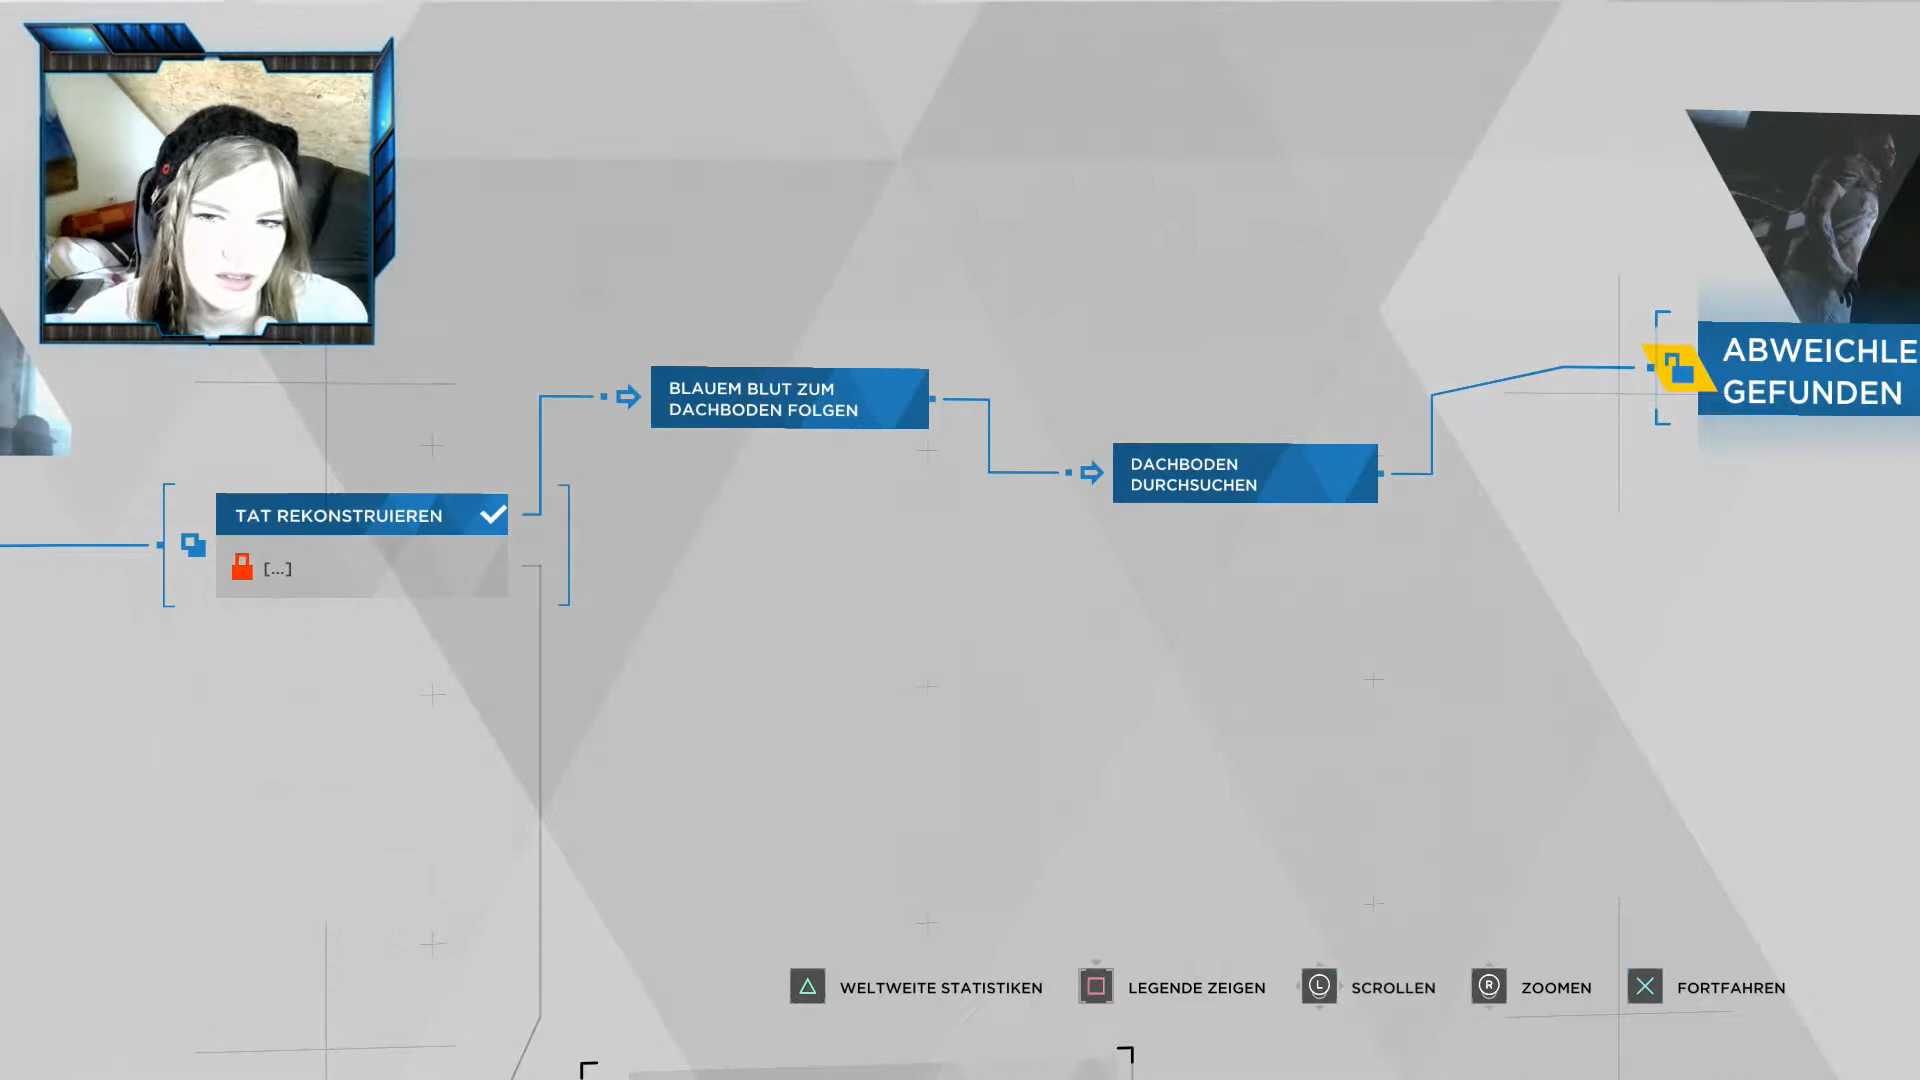 ABWEICHLE
GEFUNDEN
BLAUEM BLUT ZUM
DACHBODEN FOLGEN
DACHBODEN
DURCHSUCHEN
TAT REKONSTRUIEREN
[...]
WELTWEITE STATISTIKEN
LEGENDE ZEIGEN
L SCROLLEN
R ZOOMEN
FORTFAHREN